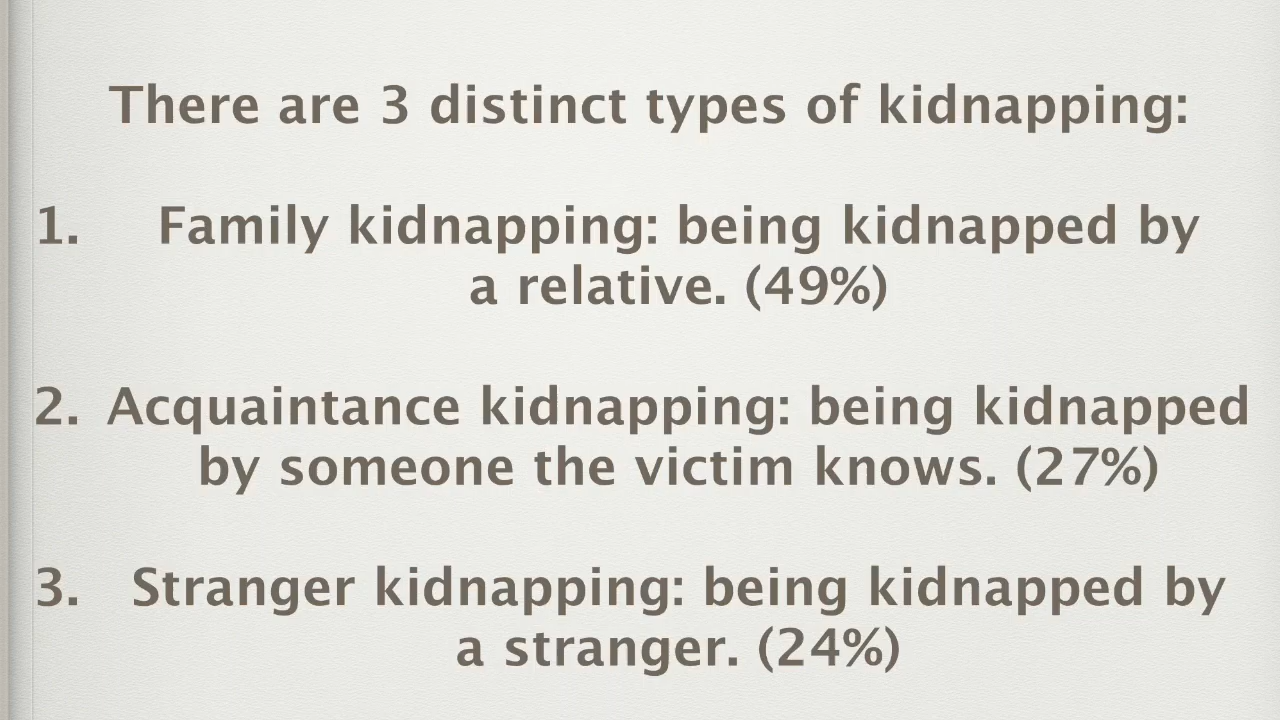 There are 3 distinct types of kidnapping:
1. Family kidnapping: being kidnapped by
a relative. (49%)
2. Acquaintance kidnapping: being kidnapped
by someone the victim knows. (27%)
3. Stranger kidnapping: being kidnapped by
a stranger. (24%)